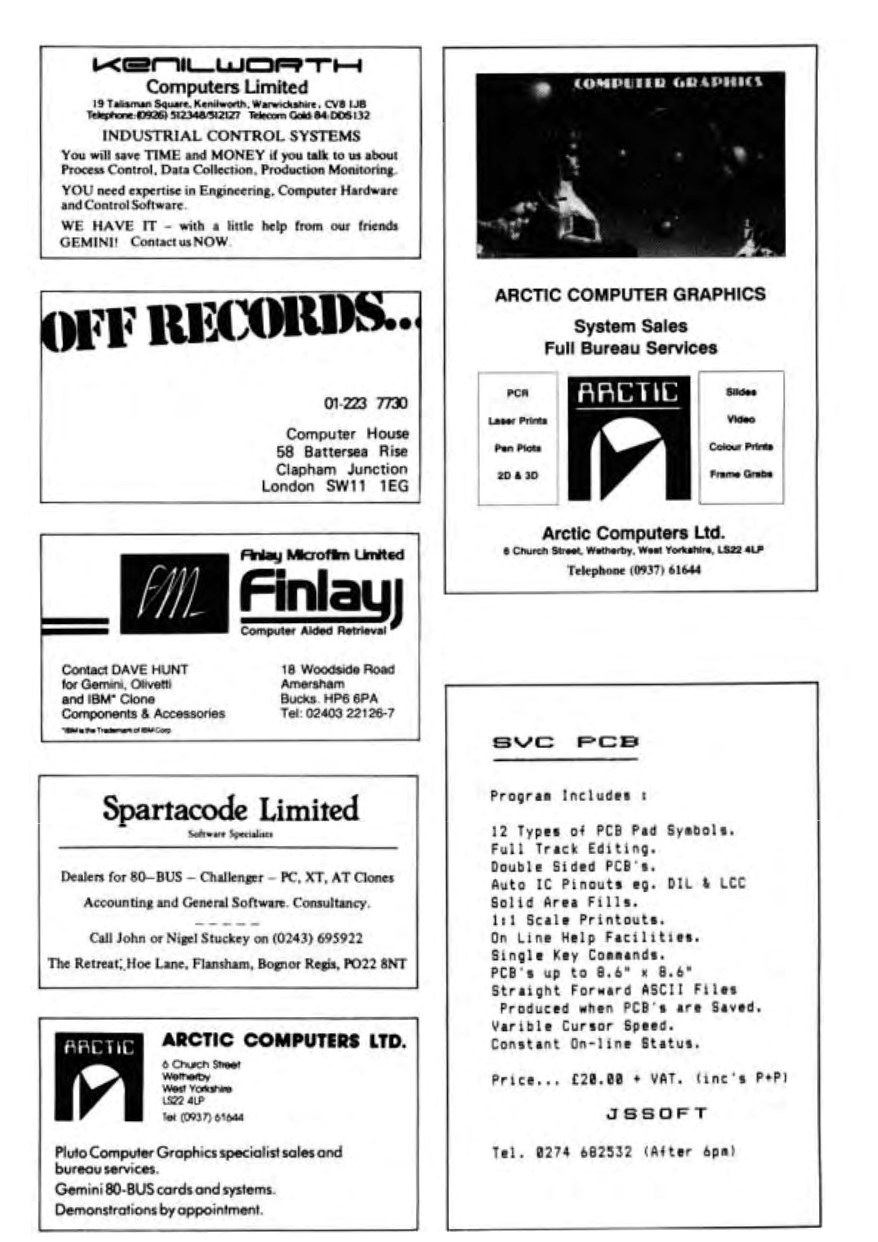 KENILWORTH
Computers Limited
19 Talisman Square, Kenilworth, Warwickshire, CV8 1JB
Telephone: (0926) 512348/512127 Telecom Gold: 84:DDS132
INDUSTRIAL CONTROL SYSTEMS
You will save TIME and MONEY if you talk to us about
Process Control, Data Collection, Production Monitoring.
YOU need expertise in Engineering, Computer Hardware
and Control Software.
WE HAVE IT – with a little help from our friends
GEMINI! Contact us NOW.
OFF RECORDS...
01-223 7730
Computer House
58 Battersea Rise
Clapham Junction
London SW11 1EG
Finlay Microfilm Limited
FM
Finlay
Computer Aided Retrieval
Contact DAVE HUNT
for Gemini, Olivetti
and IBM* Clone
Components & Accessories
*IBM is the Trademark of IBM Corp
18 Woodside Road
Amersham
Bucks. HP6 6PA
Tel: 02403 22126-7
Spartacode Limited
Software Specialists
Dealers for 80–BUS – Challenger – PC, XT, AT Clones
Accounting and General Software. Consultancy.
Call John or Nigel Stuckey on (0243) 695922
The Retreat, Hoe Lane, Flansham, Bognor Regis, PO22 8NT
ARCTIC
ARCTIC COMPUTERS LTD.
6 Church Street
Wetherby
West Yorkshire
LS22 4LP
Tel: (0937) 61644
Pluto Computer Graphics specialist sales and
bureau services.
Gemini 80-BUS cards and systems.
Demonstrations by appointment.
COMPUTER GRAPHICS
ARCTIC COMPUTER GRAPHICS
System Sales
Full Bureau Services
PCR
Laser Prints
Pen Plots
2D & 3D
ARCTIC
Slides
Video
Colour Prints
Frame Grabs
Arctic Computers Ltd.
6 Church Street, Wetherby, West Yorkshire, LS22 4LP
Telephone (0937) 61644
SVC PCB
Program Includes :
12 Types of PCB Pad Symbols.
Full Track Editing.
Double Sided PCB's.
Auto IC Pinouts eg. DIL & LCC
Solid Area Fills.
1:1 Scale Printouts.
On Line Help Facilities.
Single Key Commands.
PCB's up to 8.6" x 8.6"
Straight Forward ASCII Files
Produced when PCB's are Saved.
Varible Cursor Speed.
Constant On-line Status.
Price... £20.00 + VAT. (inc's P+P)
JSSOFT
Tel. 0274 682532 (After 6pm)